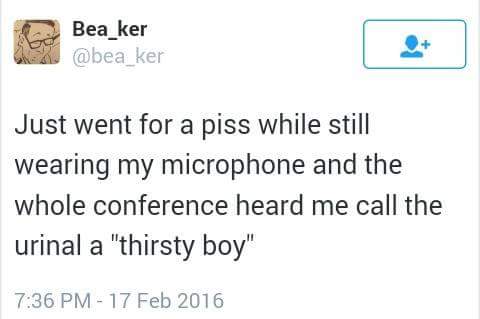 Bea_ker
@bea_ker
Just went for a piss while still
wearing my microphone and the
whole conference heard me call the
urinal a "thirsty boy"
7:36 PM - 17 Feb 2016